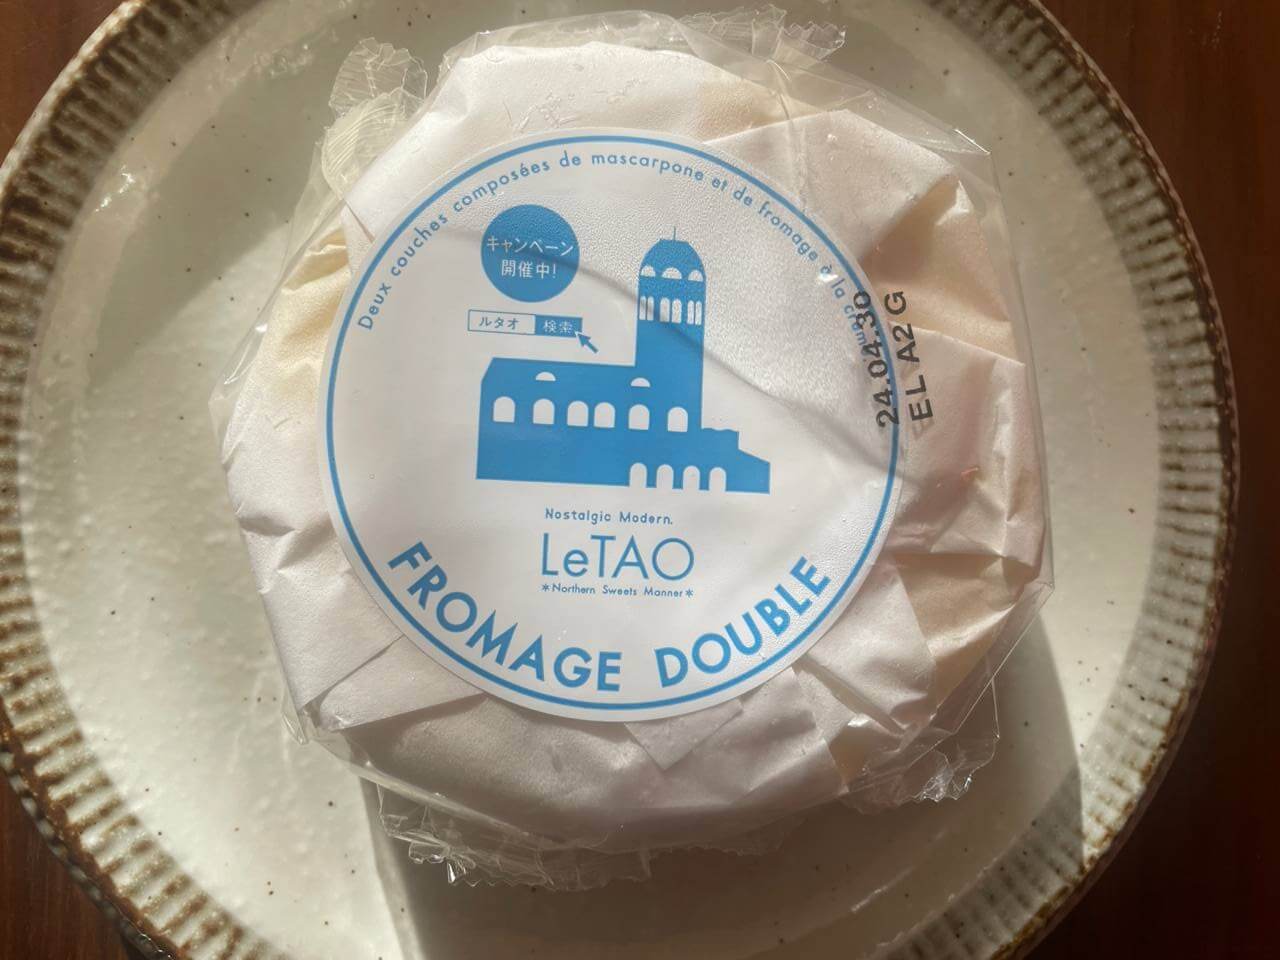 Deux couches composées de mascarpone et de fromage à la crème
キャンペーン
開催中!
ルタオ 検索
24.04.30
EL A2G
Nostalgic Modern.
LeTAO
*Northern Sweets Manner*
FROMAGE DOUBLE